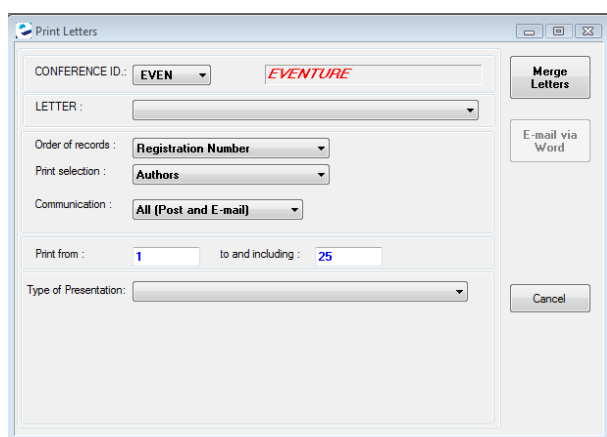 Print Letters
CONFERENCE ID.: EVEN EVENTURE
Merge Letters
LETTER :
E-mail via Word
Order of records : Registration Number
Print selection : Authors
Communication : All (Post and E-mail)
Print from : 1 to and including : 25
Type of Presentation:
Cancel